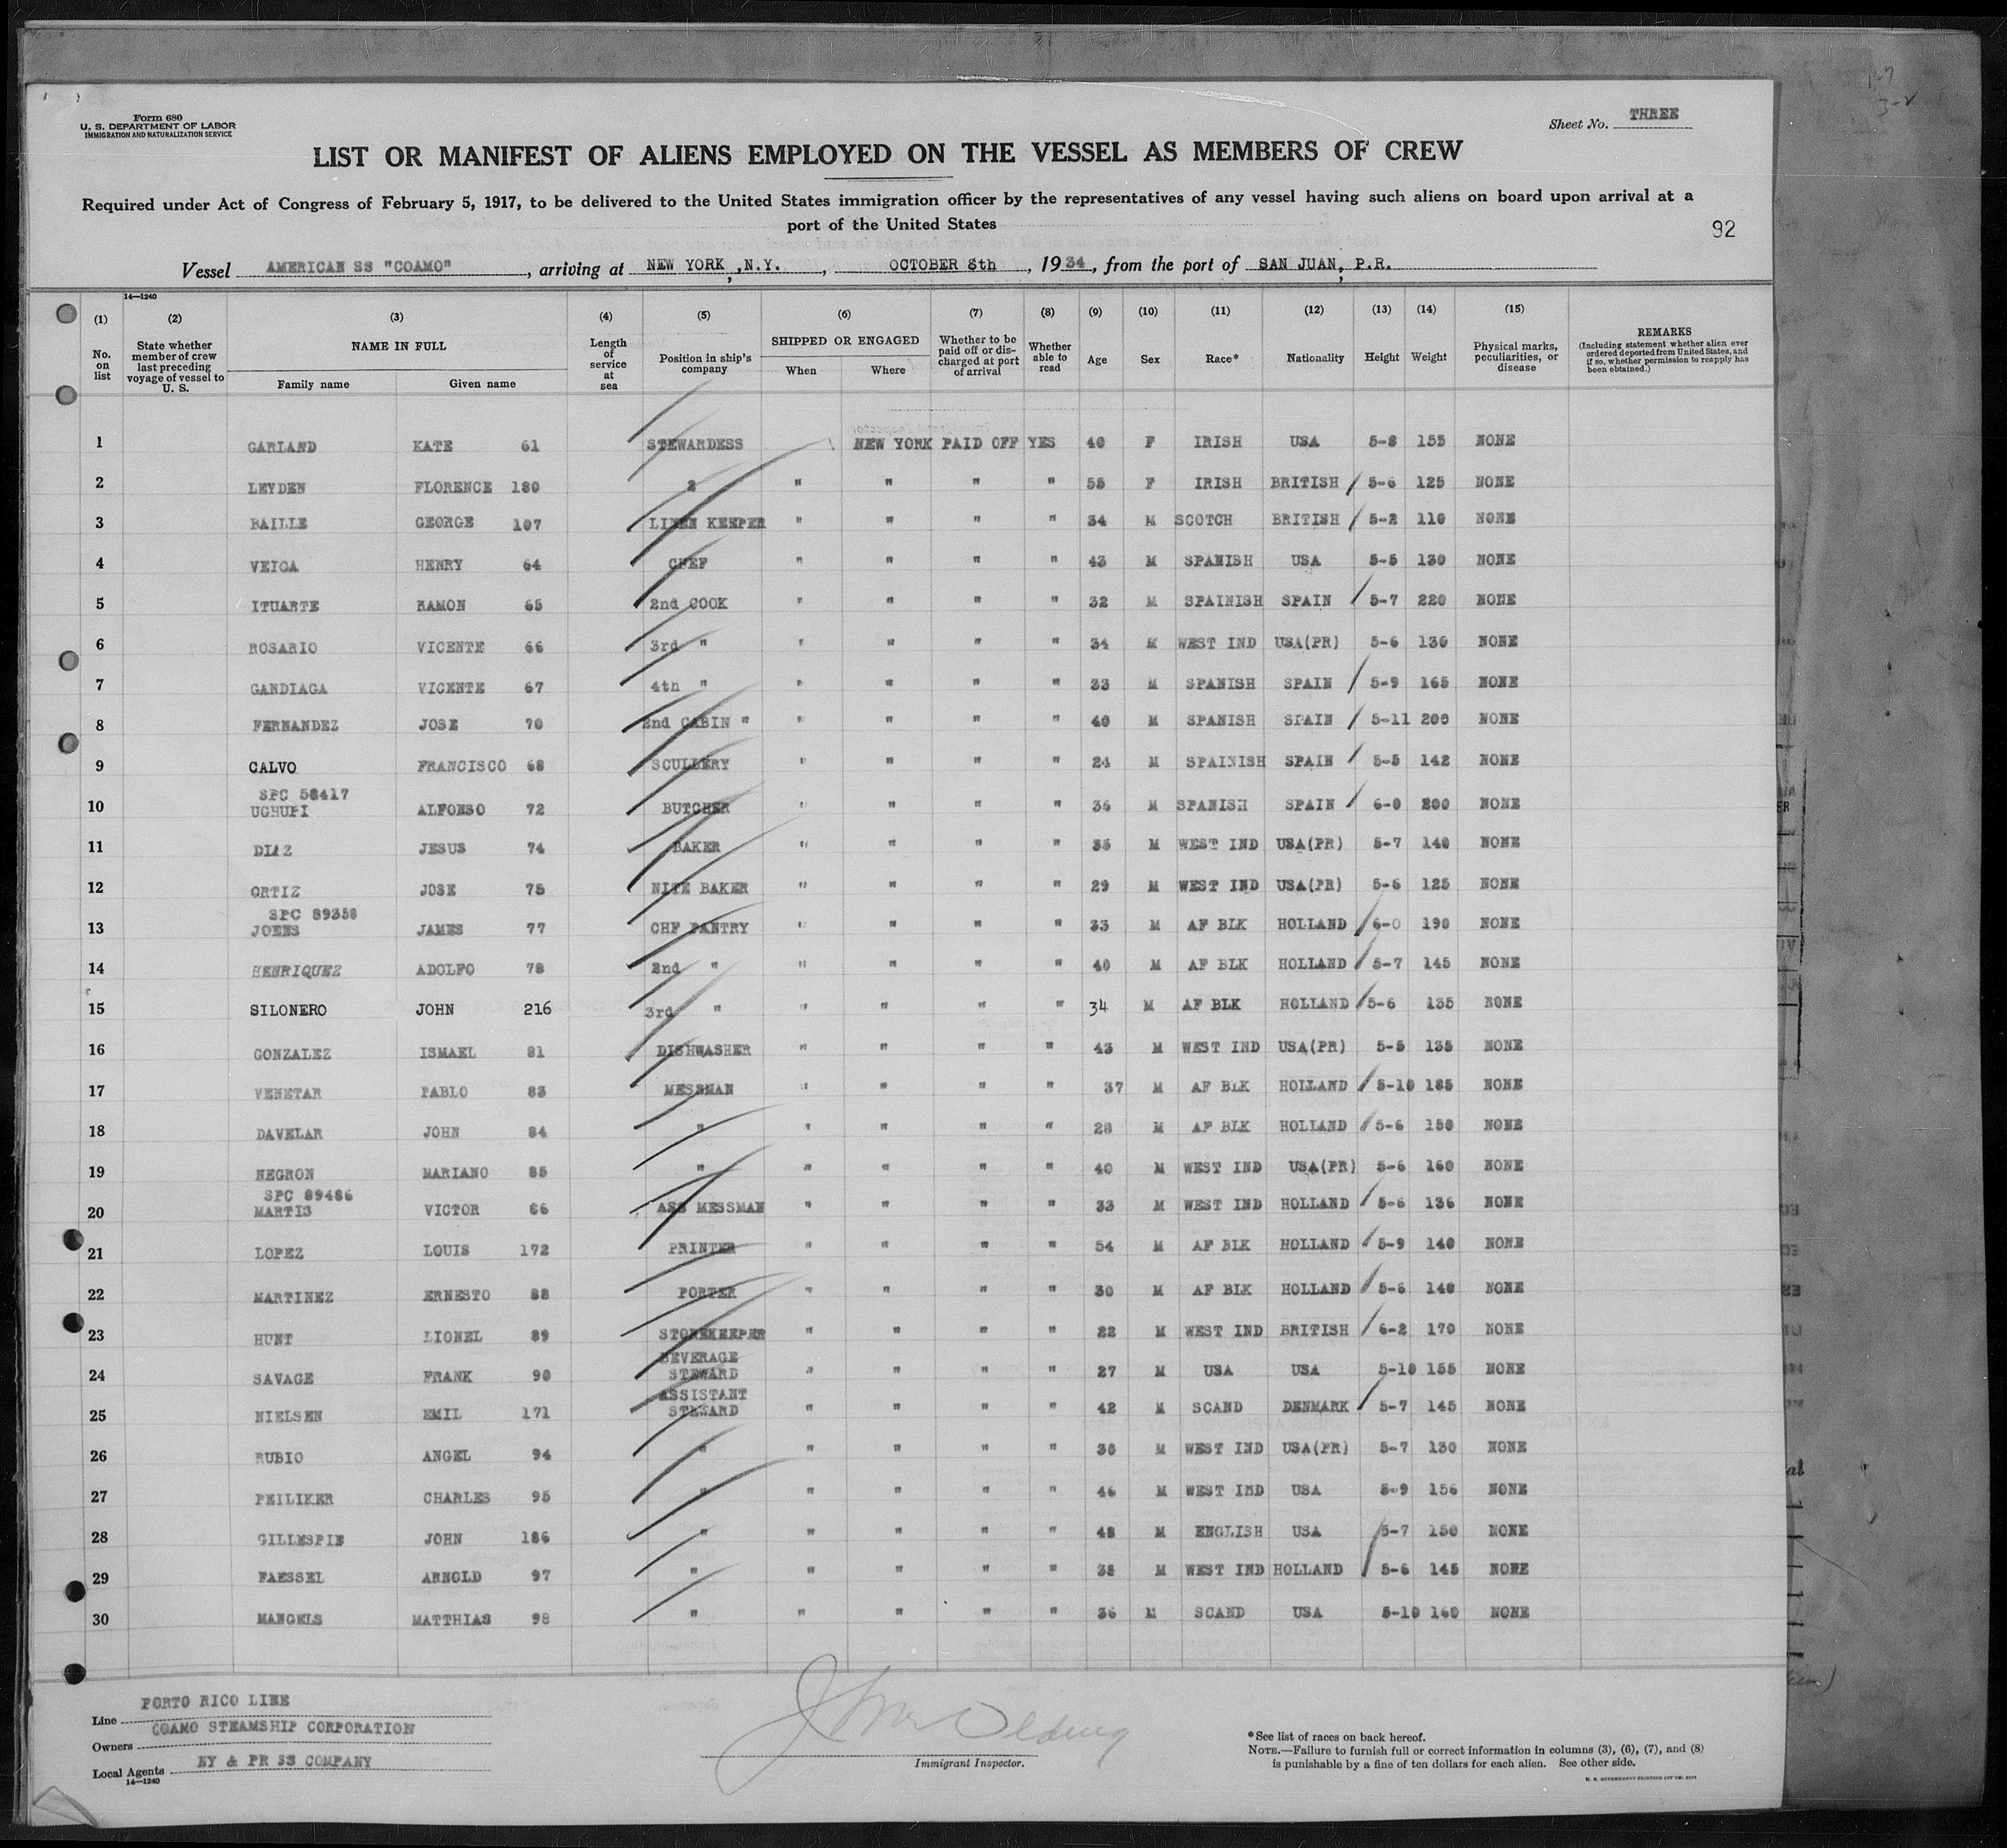 Form 680
U. S. DEPARTMENT OF LABOR
IMMIGRATION AND NATURALIZATION SERVICE
Sheet No. THREE
LIST OR MANIFEST OF ALIENS EMPLOYED ON THE VESSEL AS MEMBERS OF CREW
Required under Act of Congress of February 5, 1917, to be delivered to the United States immigration officer by the representatives of any vessel having such aliens on board upon arrival at a
port of the United States
92
Vessel AMERICAN SS "COAMO", arriving at NEW YORK, N.Y., OCTOBER 8th, 1934, from the port of SAN JUAN, P.R.
14—1240
(1) (2) (3) (4) (5) (6) (7) (8) (9) (10) (11) (12) (13) (14) (15)
No. on list
State whether member of crew last preceding voyage of vessel to U. S.
NAME IN FULL
Family name Given name
Length of service at sea
Position in ship's company
SHIPPED OR ENGAGED
When Where
Whether to be paid off or discharged at port of arrival
Whether able to read
Age Sex Race* Nationality Height Weight
Physical marks, peculiarities, or disease
REMARKS
(Including statement whether alien ever ordered deported from United States, and if so, whether permission to reapply has been obtained.)
1 GARLAND KATE 61 STEWARDESS NEW YORK PAID OFF YES 40 F IRISH USA 5-8 155 NONE
2 LEYDEN FLORENCE 180 2 " " " " 55 F IRISH BRITISH / 5-6 125 NONE
3 BAILLE GEORGE 107 LINEN KEEPER " " " " 34 M SCOTCH BRITISH / 5-2 110 NONE
4 VEIGA HENRY 64 CHEF " " " " 43 M SPANISH USA 5-5 130 NONE
5 ITUARTE RAMON 65 2nd COOK " " " " 32 M SPAINISH SPAIN / 5-7 220 NONE
6 ROSARIO VICENTE 66 3rd " " " " " 34 M WEST IND USA(PR) 5-6 130 NONE
7 GANDIAGA VICENTE 67 4th " " " " " 33 M SPANISH SPAIN / 5-9 165 NONE
8 FERNANDEZ JOSE 70 2nd CABIN " " " " " 40 M SPANISH SPAIN / 5-11 200 NONE
9 CALVO FRANCISCO 68 SCULLERY " " " " 24 M SPAINISH SPAIN / 5-5 142 NONE
SPC 58417
10 UGHUPI ALFONSO 72 BUTCHER " " " " 36 M SPANISH SPAIN / 6-0 200 NONE
11 DIAZ JESUS 74 BAKER " " " " 35 M WEST IND USA(PR) 5-7 140 NONE
12 ORTIZ JOSE 75 NITE BAKER " " " " 29 M WEST IND USA(PR) 5-6 125 NONE
SPC 89358
13 JOENS JAMES 77 CHF PANTRY " " " " 33 M AF BLK HOLLAND / 6-0 190 NONE
14 HENRIQUEZ ADOLFO 78 2nd " " " " " 40 M AF BLK HOLLAND / 5-7 145 NONE
15 SILONERO JOHN 216 3rd " " " " " 34 M AF BLK HOLLAND / 5-6 135 NONE
16 GONZALEZ ISMAEL 81 DISHWASHER " " " " 43 M WEST IND USA(PR) 5-5 135 NONE
17 VENETAR PABLO 83 MESSMAN " " " " 37 M AF BLK HOLLAND / 5-10 185 NONE
18 DAVELAR JOHN 84 " " " " " 28 M AF BLK HOLLAND / 5-6 150 NONE
19 NEGRON MARIANO 85 " " " " " 40 M WEST IND USA(PR) 5-6 160 NONE
SPC 89486
20 MARTIS VICTOR 86 ASS MESSMAN " " " " 33 M WEST IND HOLLAND / 5-6 136 NONE
21 LOPEZ LOUIS 172 PRINTER " " " " 54 M AF BLK HOLLAND / 5-9 140 NONE
22 MARTINEZ ERNESTO 88 PORTER " " " " 30 M AF BLK HOLLAND / 5-6 140 NONE
23 HUNT LIONEL 89 STOREKEEPER " " " " 22 M WEST IND BRITISH / 6-2 170 NONE
24 SAVAGE FRANK 90 BEVERAGE STEWARD " " " " 27 M USA USA 5-10 155 NONE
25 NIELSEN EMIL 171 ASSISTANT STEWARD " " " " 42 M SCAND DENMARK / 5-7 145 NONE
26 RUBIO ANGEL 94 " " " " " 36 M WEST IND USA(PR) 5-7 130 NONE
27 PEILIKER CHARLES 95 " " " " " 46 M WEST IND USA 5-9 156 NONE
28 GILLESPIE JOHN 186 " " " " " 48 M ENGLISH USA 5-7 150 NONE
29 FAESSEL ARNOLD 97 " " " " " 38 M WEST IND HOLLAND / 5-6 145 NONE
30 MANGELS MATTHIAS 98 " " " " " 36 M SCAND USA 5-10 160 NONE
Line PORTO RICO LINE
Owners COAMO STEAMSHIP CORPORATION
Local Agents NY & PR SS COMPANY
14—1240
Immigrant Inspector.
*See list of races on back hereof.
NOTE.—Failure to furnish full or correct information in columns (3), (6), (7), and (8)
is punishable by a fine of ten dollars for each alien. See other side.